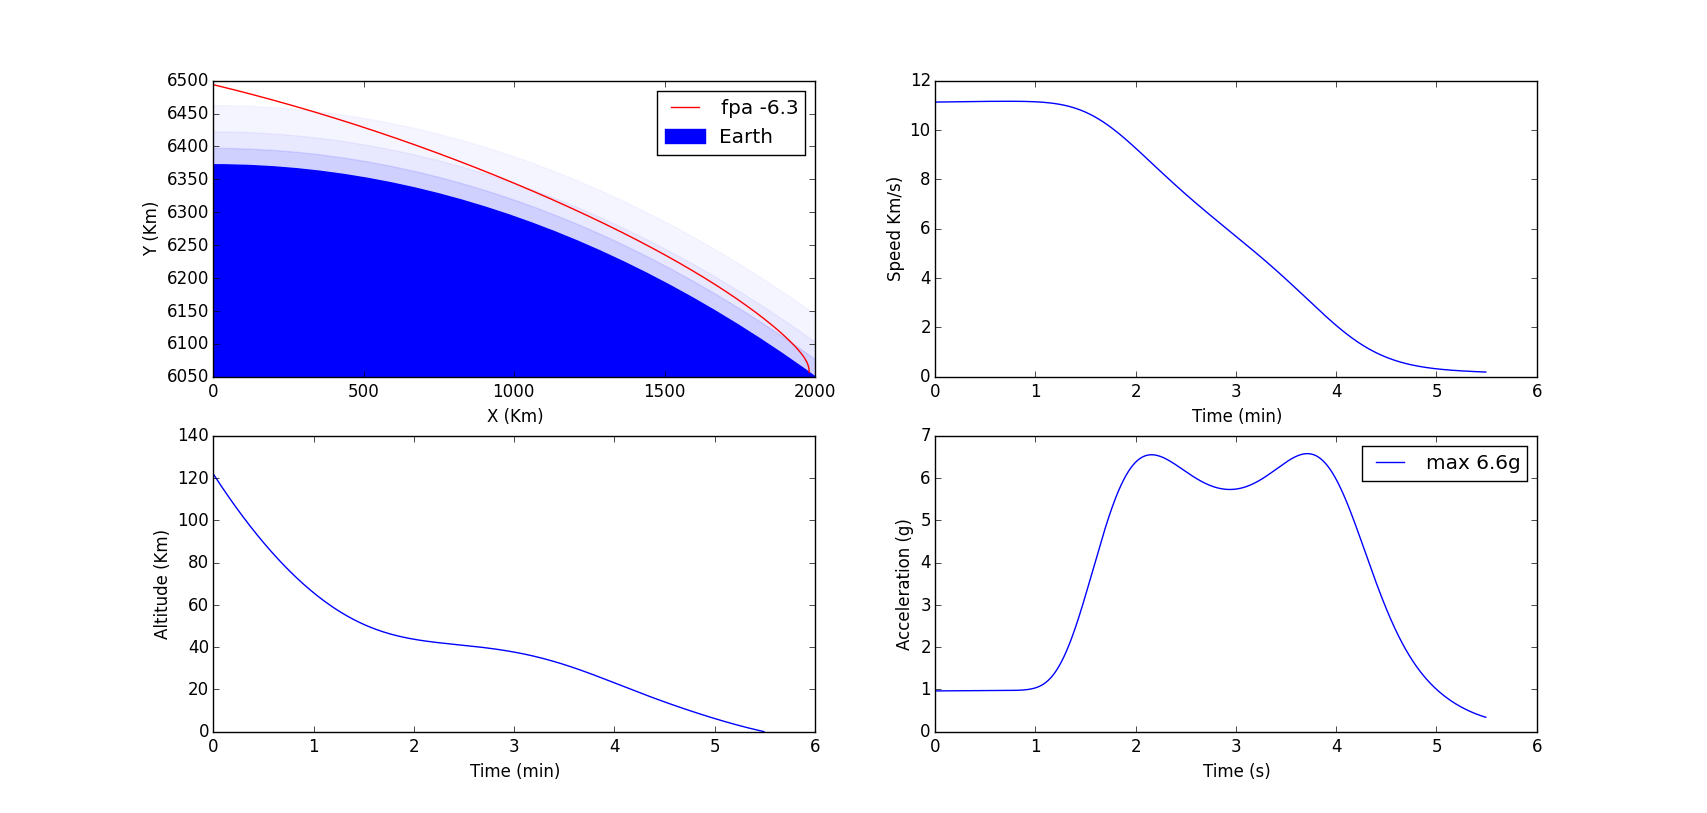 6500
6450
6400
6350
6300
6250
6200
6150
6100
6050
Y (Km)
0 500 1000 1500 2000
X (Km)
fpa -6.3
Earth
12
10
8
6
4
2
0
Speed Km/s)
0 1 2 3 4 5 6
Time (min)
140
120
100
80
60
40
20
0
Altitude (Km)
0 1 2 3 4 5 6
Time (min)
7
6
5
4
3
2
1
0
Acceleration (g)
0 1 2 3 4 5 6
Time (s)
max 6.6g